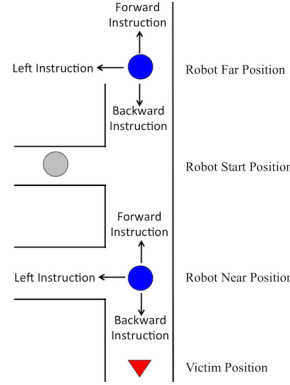 Forward
Instruction
Left Instruction
Robot Far Position
Backward
Instruction
Robot Start Position
Forward
Instruction
Left Instruction
Robot Near Position
Backward
Instruction
Victim Position